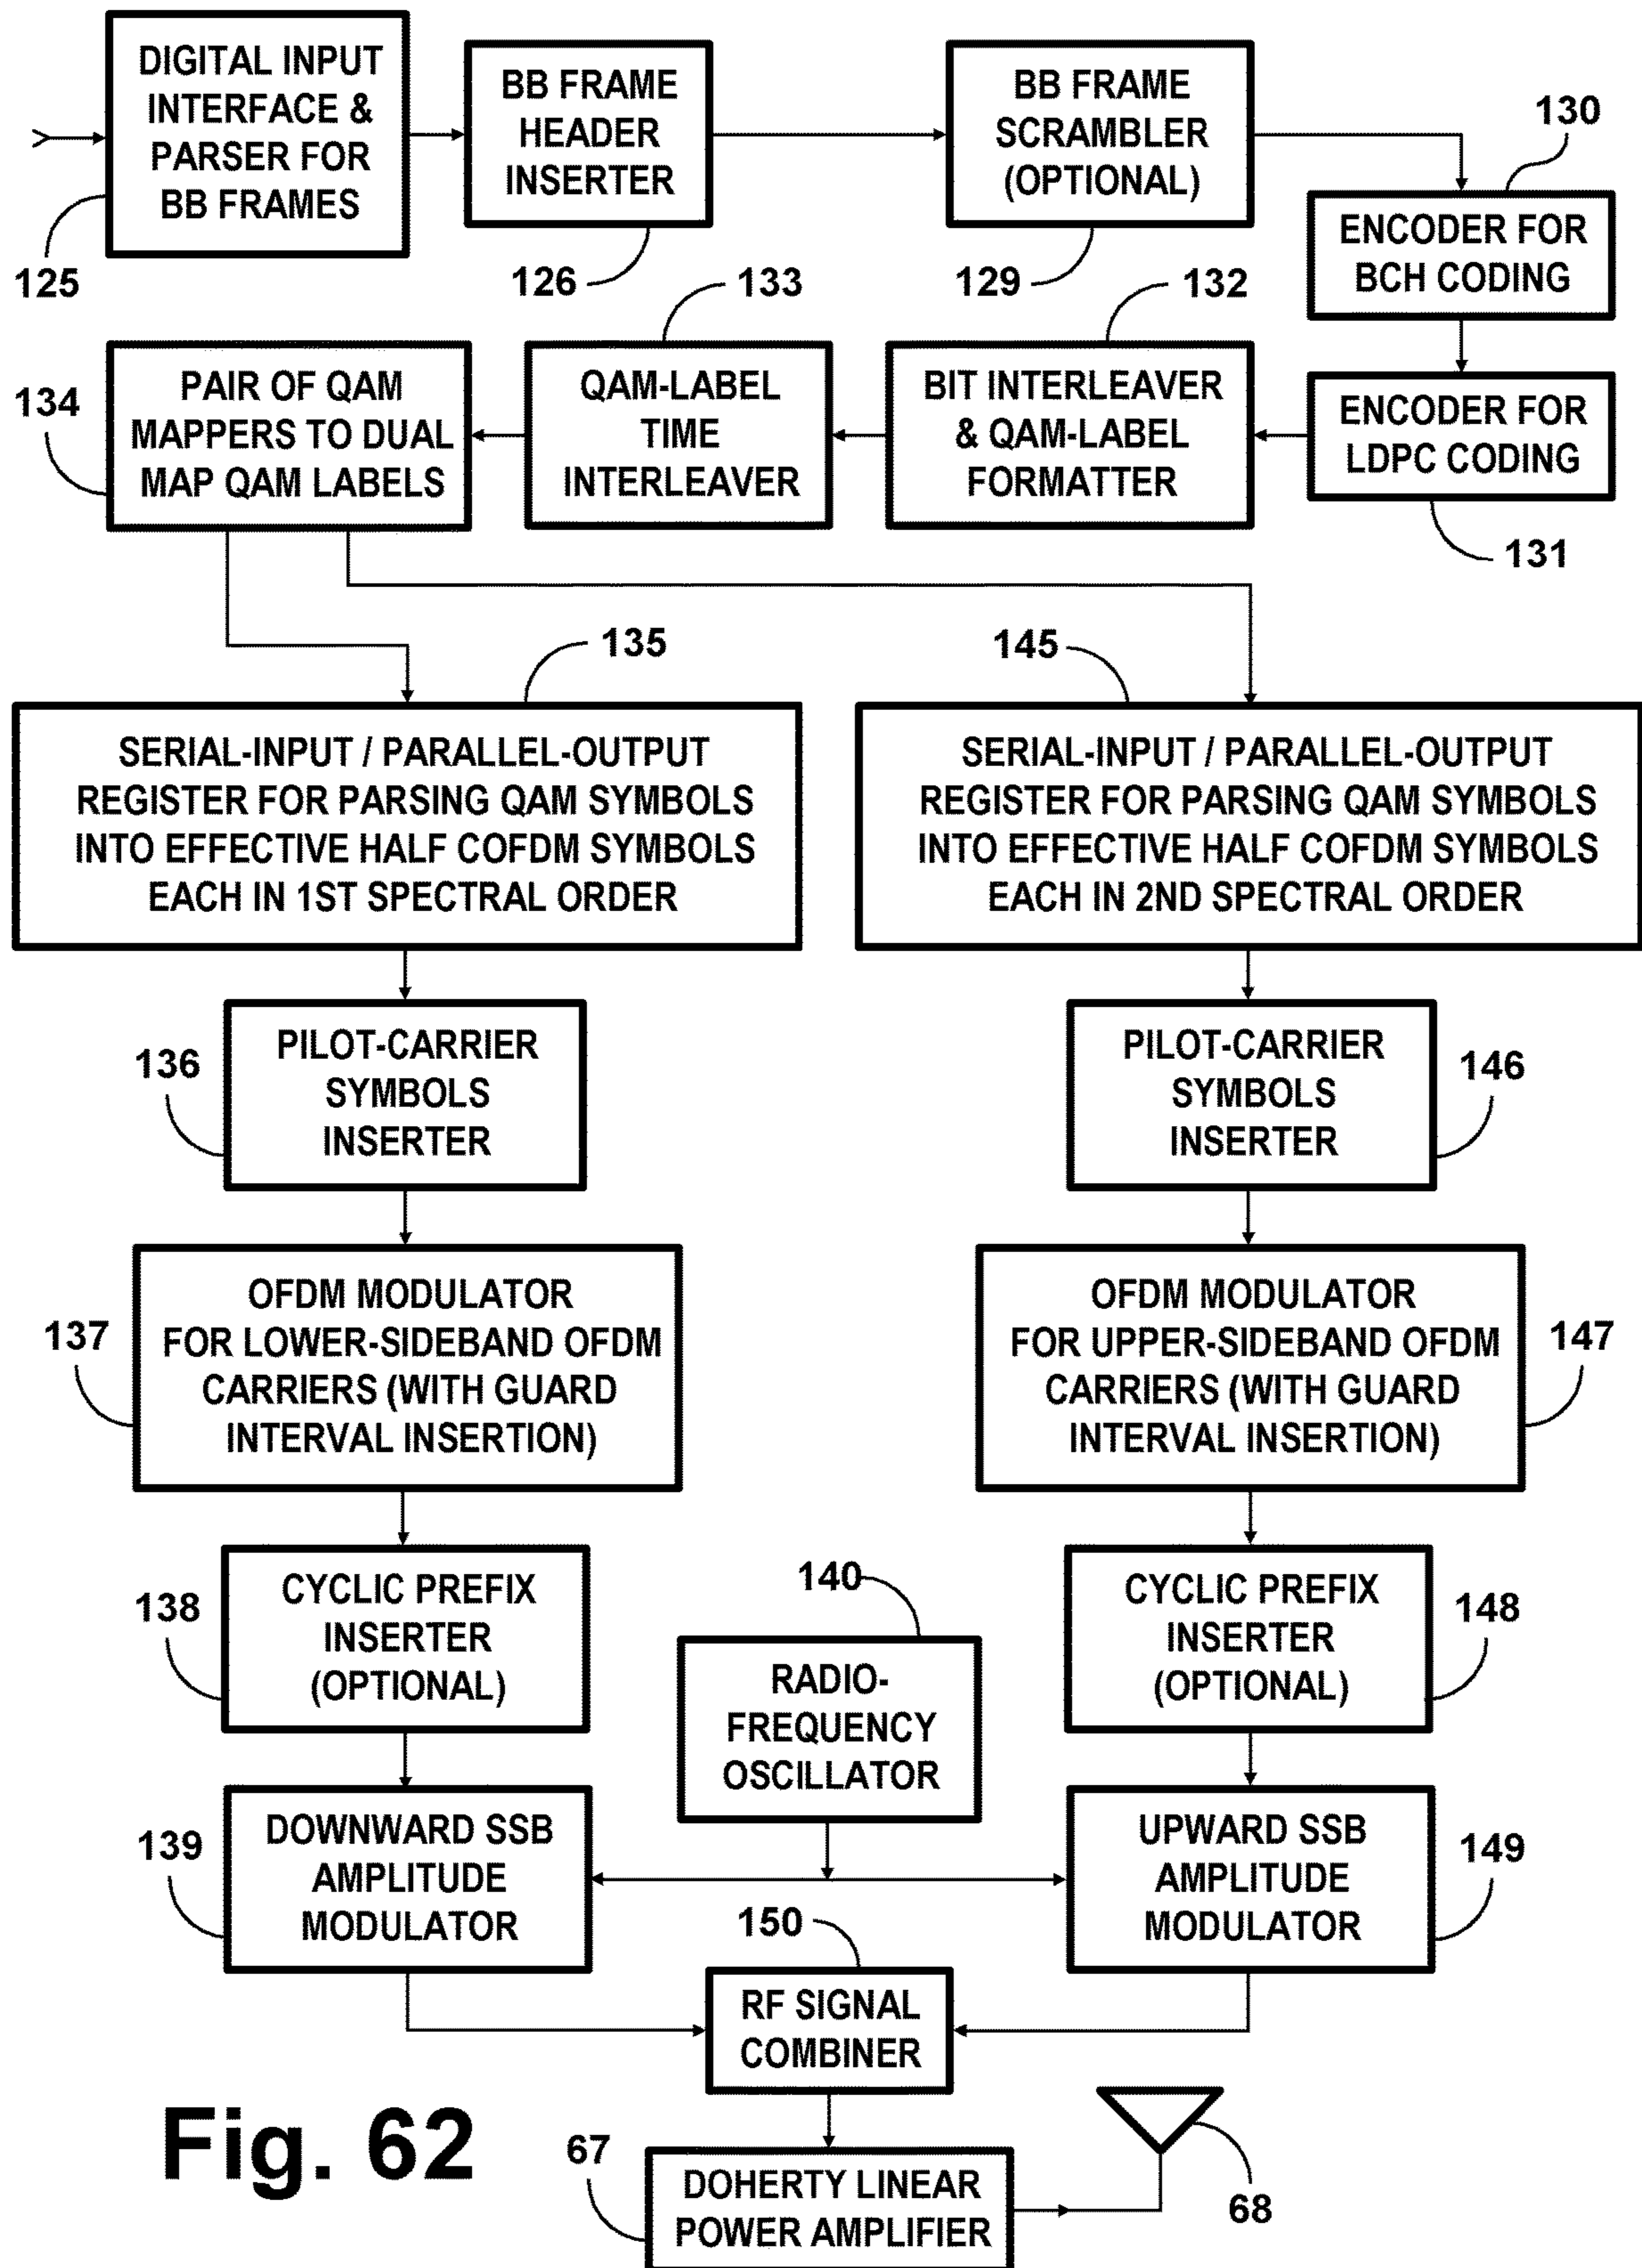 DIGITAL INPUT
INTERFACE &
PARSER FOR
BB FRAMES
125
BB FRAME
HEADER
INSERTER
126
BB FRAME
SCRAMBLER
(OPTIONAL)
129
130
ENCODER FOR
BCH CODING
ENCODER FOR
LDPC CODING
131
132
BIT INTERLEAVER
& QAM-LABEL
FORMATTER
133
QAM-LABEL
TIME
INTERLEAVER
134
PAIR OF QAM
MAPPERS TO DUAL
MAP QAM LABELS
135
SERIAL-INPUT / PARALLEL-OUTPUT
REGISTER FOR PARSING QAM SYMBOLS
INTO EFFECTIVE HALF COFDM SYMBOLS
EACH IN 1ST SPECTRAL ORDER
145
SERIAL-INPUT / PARALLEL-OUTPUT
REGISTER FOR PARSING QAM SYMBOLS
INTO EFFECTIVE HALF COFDM SYMBOLS
EACH IN 2ND SPECTRAL ORDER
136
PILOT-CARRIER
SYMBOLS
INSERTER
PILOT-CARRIER
SYMBOLS
INSERTER
146
137
OFDM MODULATOR
FOR LOWER-SIDEBAND OFDM
CARRIERS (WITH GUARD
INTERVAL INSERTION)
OFDM MODULATOR
FOR UPPER-SIDEBAND OFDM
CARRIERS (WITH GUARD
INTERVAL INSERTION)
147
138
CYCLIC PREFIX
INSERTER
(OPTIONAL)
140
RADIO-
FREQUENCY
OSCILLATOR
CYCLIC PREFIX
INSERTER
(OPTIONAL)
148
139
DOWNWARD SSB
AMPLITUDE
MODULATOR
UPWARD SSB
AMPLITUDE
MODULATOR
149
150
RF SIGNAL
COMBINER
Fig. 62
67
DOHERTY LINEAR
POWER AMPLIFIER
68